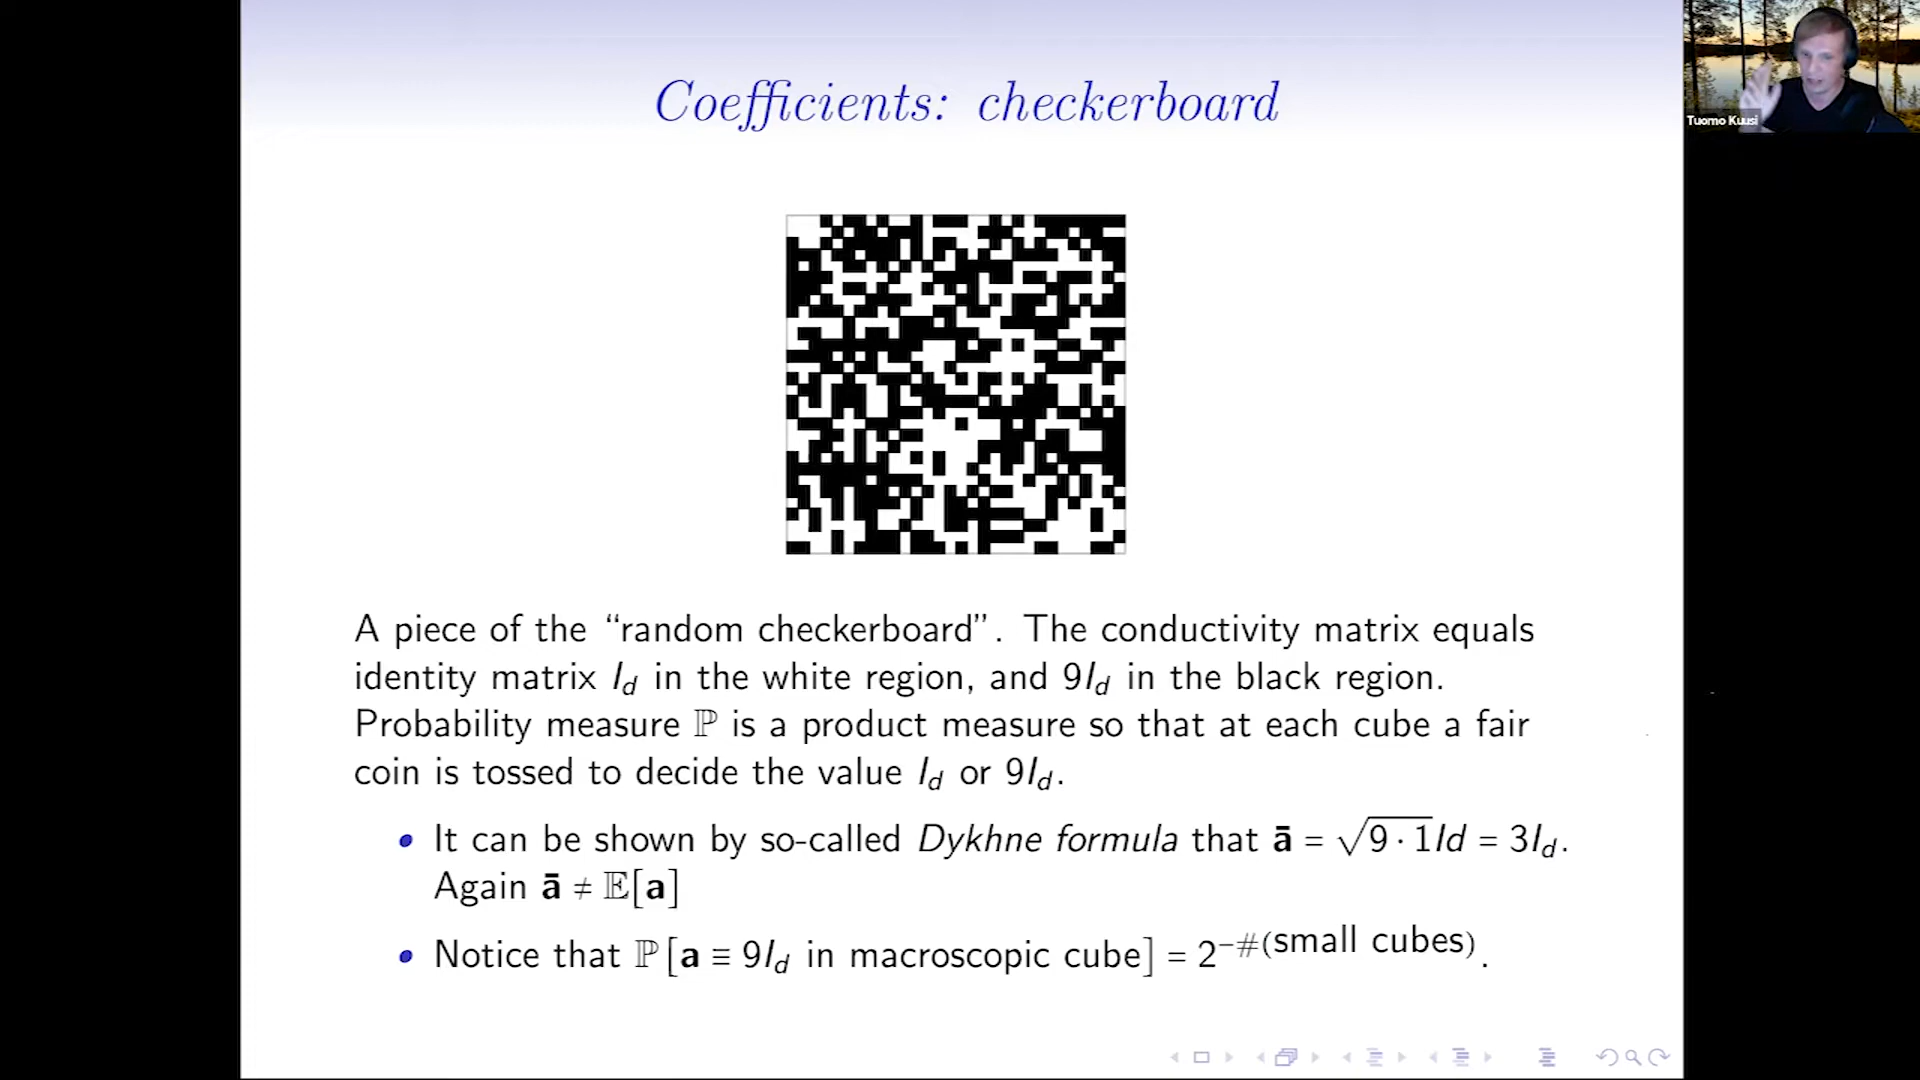 Coefficients: checkerboard
Tuomo Kuusi
A piece of the “random checkerboard”. The conductivity matrix equals
identity matrix I_d in the white region, and 9I_d in the black region.
Probability measure ℙ is a product measure so that at each cube a fair
coin is tossed to decide the value I_d or 9I_d.
• It can be shown by so-called Dykhne formula that ā = √(9 · 1)Id = 3I_d.
Again ā ≠ 𝔼[a]
• Notice that ℙ[a ≡ 9I_d in macroscopic cube] = 2^{−#(small cubes)}.